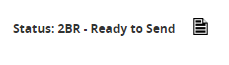 Status: 2BR - Ready to Send